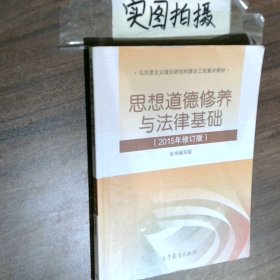 实图拍摄
马克思主义理论研究和建设工程重点教材
思想道德修养
与法律基础
(2015年修订版)
本书编写组
高等教育出版社